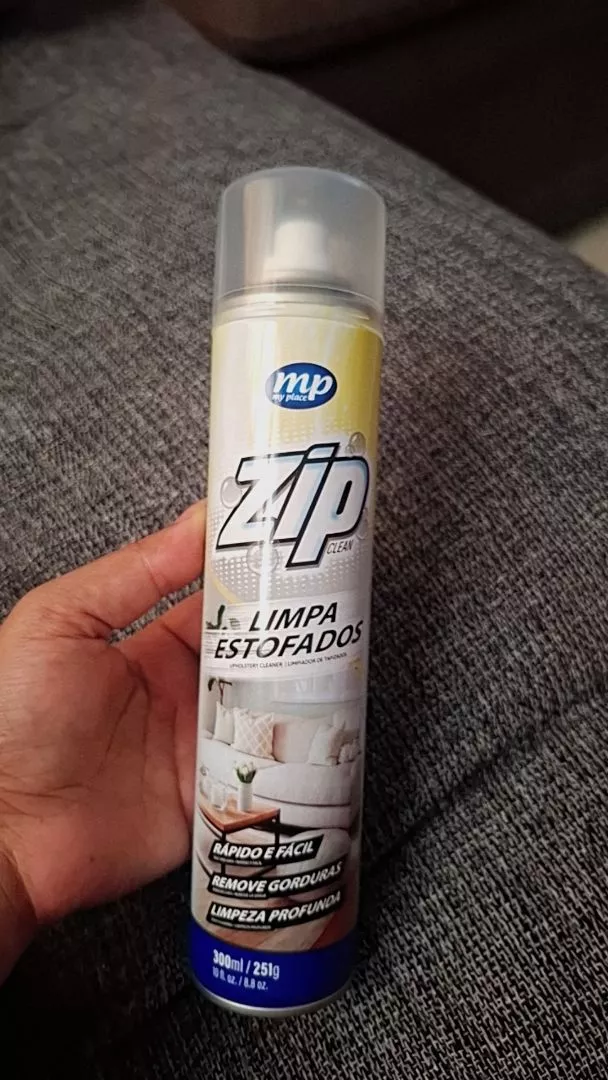 mp
my place
Zip
CLEAN
LIMPA
ESTOFADOS
UPHOLSTERY CLEANER | LIMPIADOR DE TAPIZADOS
RÁPIDO E FÁCIL
REMOVE GORDURAS
LIMPEZA PROFUNDA
300ml / 251g
10 fl. oz. / 8.8 oz.